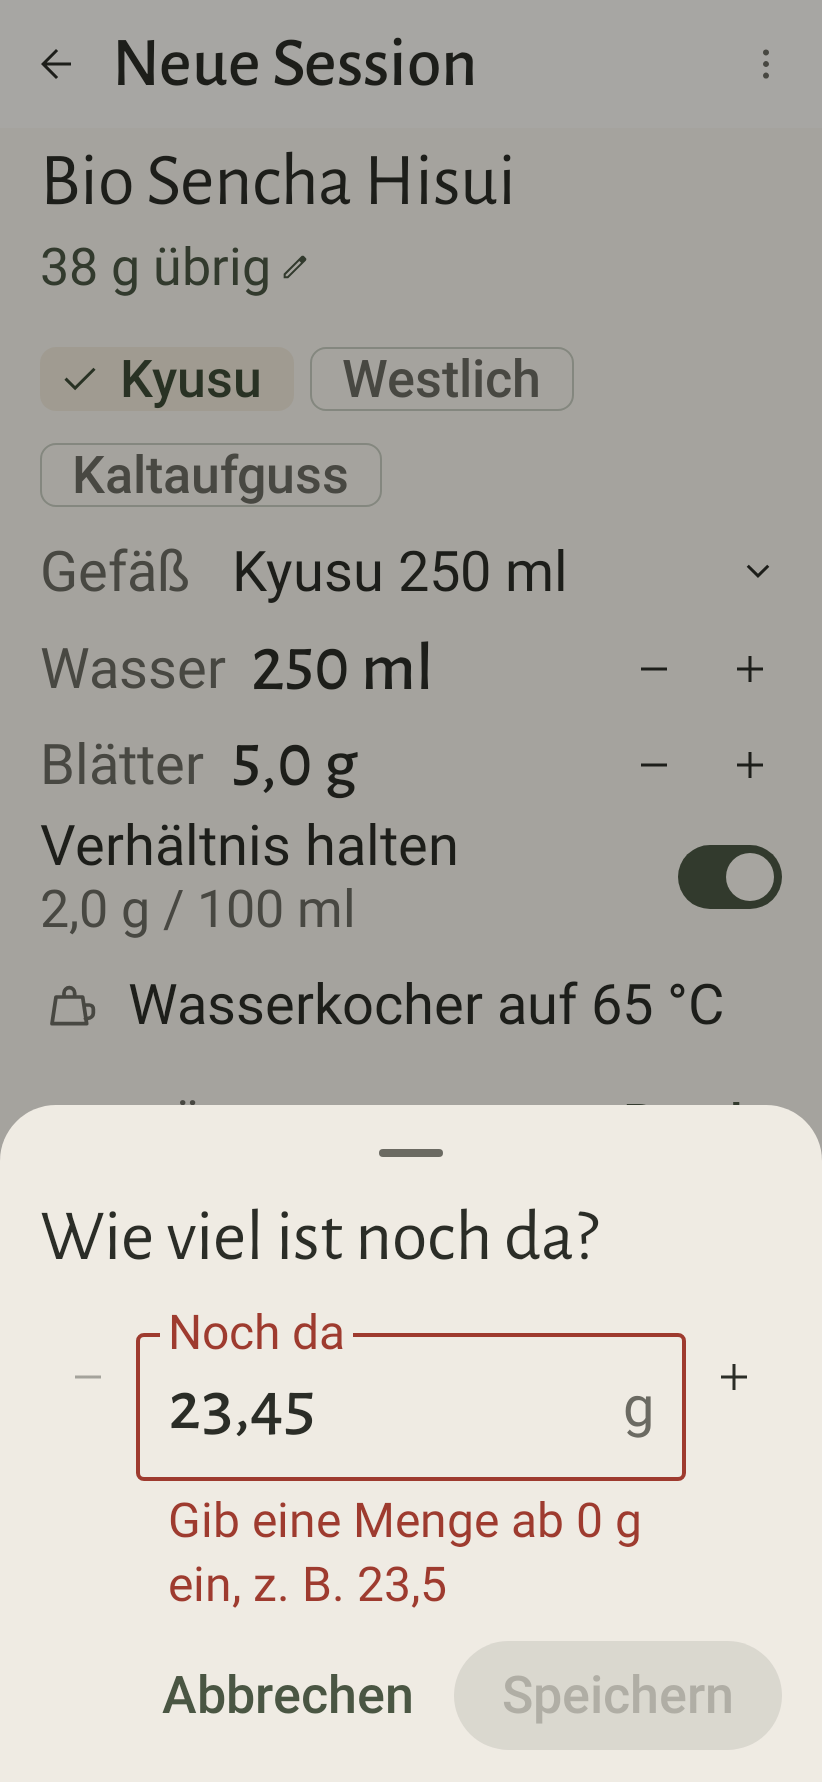 Neue Session
Bio Sencha Hisui
38 g übrig
Kyusu
Westlich
Kaltaufguss
Gefäß Kyusu 250 ml
Wasser 250 ml
Blätter 5,0 g
Verhältnis halten
2,0 g / 100 ml
Wasserkocher auf 65 °C
Wie viel ist noch da?
Noch da
23,45 g
Gib eine Menge ab 0 g
ein, z. B. 23,5
Abbrechen
Speichern